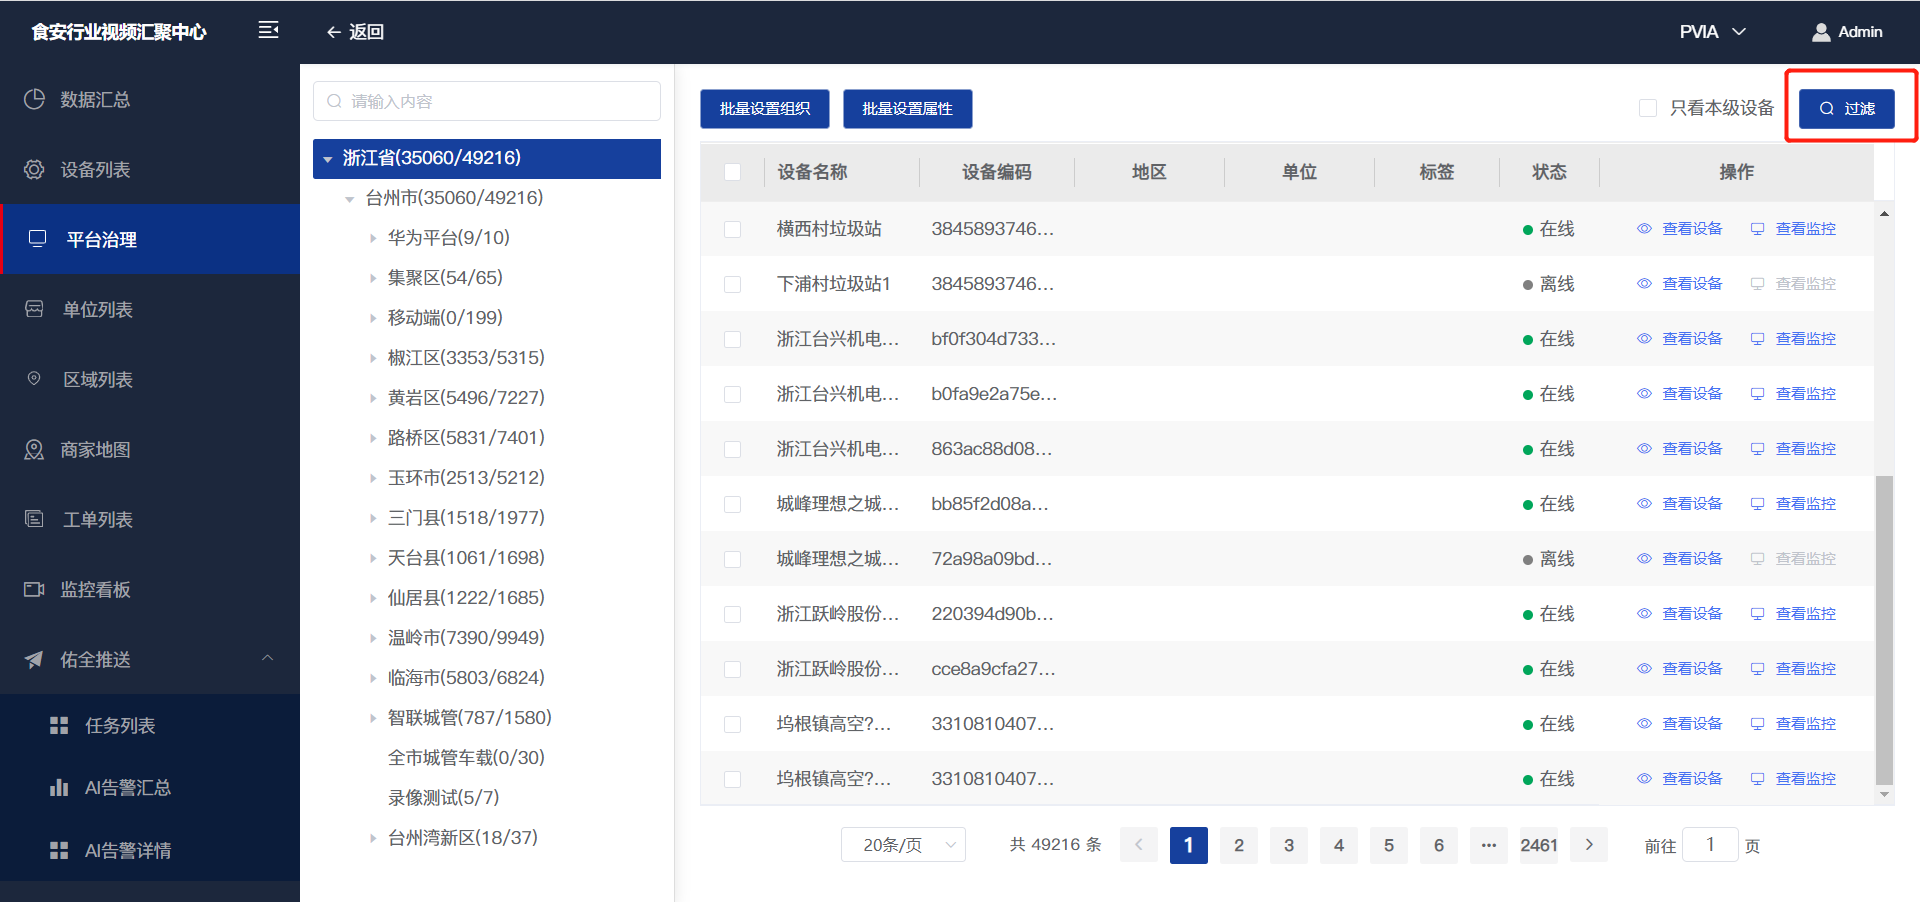 食安行业视频汇聚中心
返回
PVIA
Admin
数据汇总
设备列表
平台治理
单位列表
区域列表
商家地图
工单列表
监控看板
佑全推送
任务列表
AI告警汇总
AI告警详情
请输入内容
浙江省(35060/49216)
台州市(35060/49216)
华为平台(9/10)
集聚区(54/65)
移动端(0/199)
椒江区(3353/5315)
黄岩区(5496/7227)
路桥区(5831/7401)
玉环市(2513/5212)
三门县(1518/1977)
天台县(1061/1698)
仙居县(1222/1685)
温岭市(7390/9949)
临海市(5803/6824)
智联城管(787/1580)
全市城管车载(0/30)
录像测试(5/7)
台州湾新区(18/37)
批量设置组织 批量设置属性 只看本级设备 过滤
设备名称 设备编码 地区 单位 标签 状态 操作
横西村垃圾站 3845893746... 在线 查看设备 查看监控
下浦村垃圾站1 3845893746... 离线 查看设备 查看监控
浙江台兴机电... bf0f304d733... 在线 查看设备 查看监控
浙江台兴机电... b0fa9e2a75e... 在线 查看设备 查看监控
浙江台兴机电... 863ac88d08... 在线 查看设备 查看监控
城峰理想之城... bb85f2d08a... 在线 查看设备 查看监控
城峰理想之城... 72a98a09bd... 离线 查看设备 查看监控
浙江跃岭股份... 220394d90b... 在线 查看设备 查看监控
浙江跃岭股份... cce8a9cfa27... 在线 查看设备 查看监控
坞根镇高空?... 3310810407... 在线 查看设备 查看监控
坞根镇高空?... 3310810407... 在线 查看设备 查看监控
20条/页 共 49216 条 1 2 3 4 5 6 ... 2461 前往 1 页